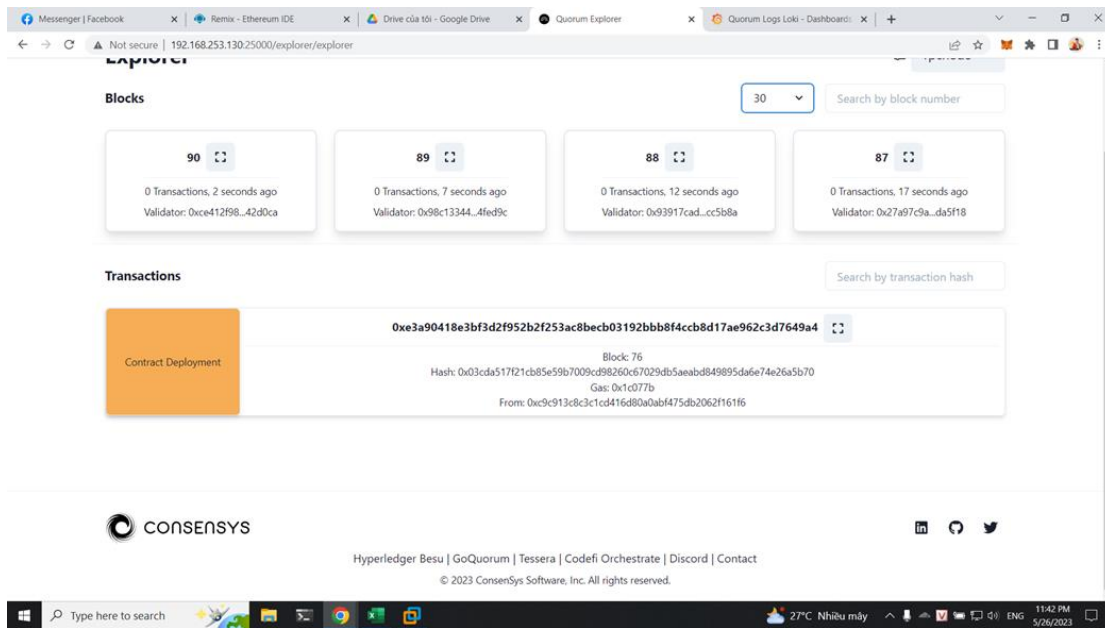 Messenger | Facebook
Remix - Ethereum IDE
Drive của tôi - Google Drive
Quorum Explorer
Quorum Logs Loki - Dashboards
Not secure | 192.168.253.130:25000/explorer/explorer
Explorer
Blocks
30
Search by block number
90
89
88
87
0 Transactions, 2 seconds ago
0 Transactions, 7 seconds ago
0 Transactions, 12 seconds ago
0 Transactions, 17 seconds ago
Validator: 0xce412f98...42d0ca
Validator: 0x98c13344...4fed9c
Validator: 0x93917cad...cc5b8a
Validator: 0x27a97c9a...da5f18
Transactions
Search by transaction hash
0xe3a90418e3bf3d2f952b2f253ac8becb03192bbb8f4ccb8d17ae962c3d7649a4
Contract Deployment
Block: 76
Hash: 0x03cda517f21cb85e59b7009cd98260c67029db5aeabd849895da6e74e26a5b70
Gas: 0x1c077b
From: 0xc9c913c8c3c1cd416d80a0abf475db2062f161f6
CONSENSYS
Hyperledger Besu | GoQuorum | Tessera | Codefi Orchestrate | Discord | Contact
© 2023 ConsenSys Software, Inc. All rights reserved.
Type here to search
27°C Nhiều mây
ENG
11:42 PM
5/26/2023